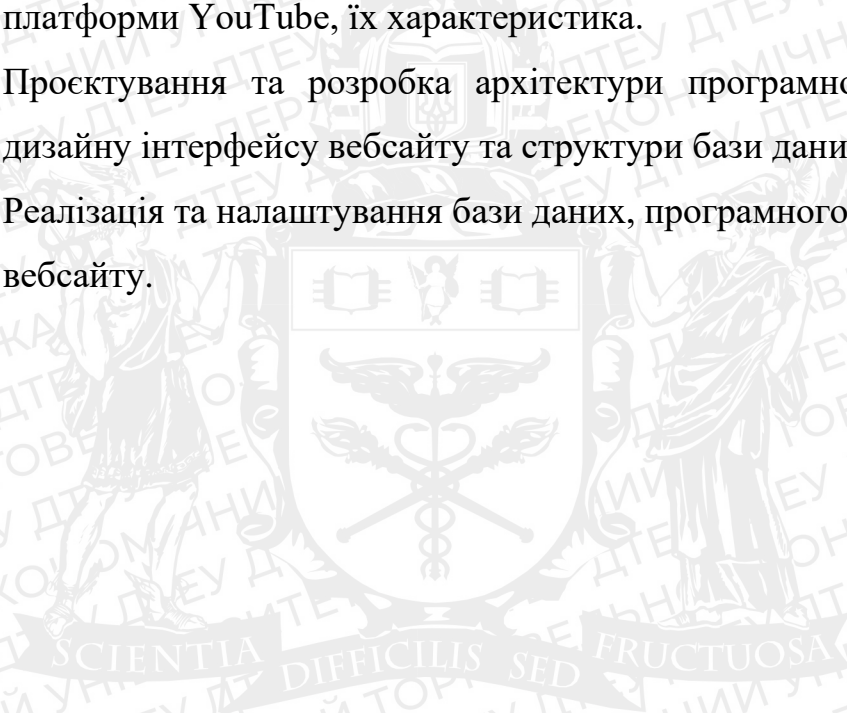 платформи YouTube, їх характеристика.
Проєктування та розробка архітектури програмно
дизайну інтерфейсу вебсайту та структури бази дани
Реалізація та налаштування бази даних, програмного
вебсайту.
SCIENTIA DIFFICILIS SED FRUCTUOSA